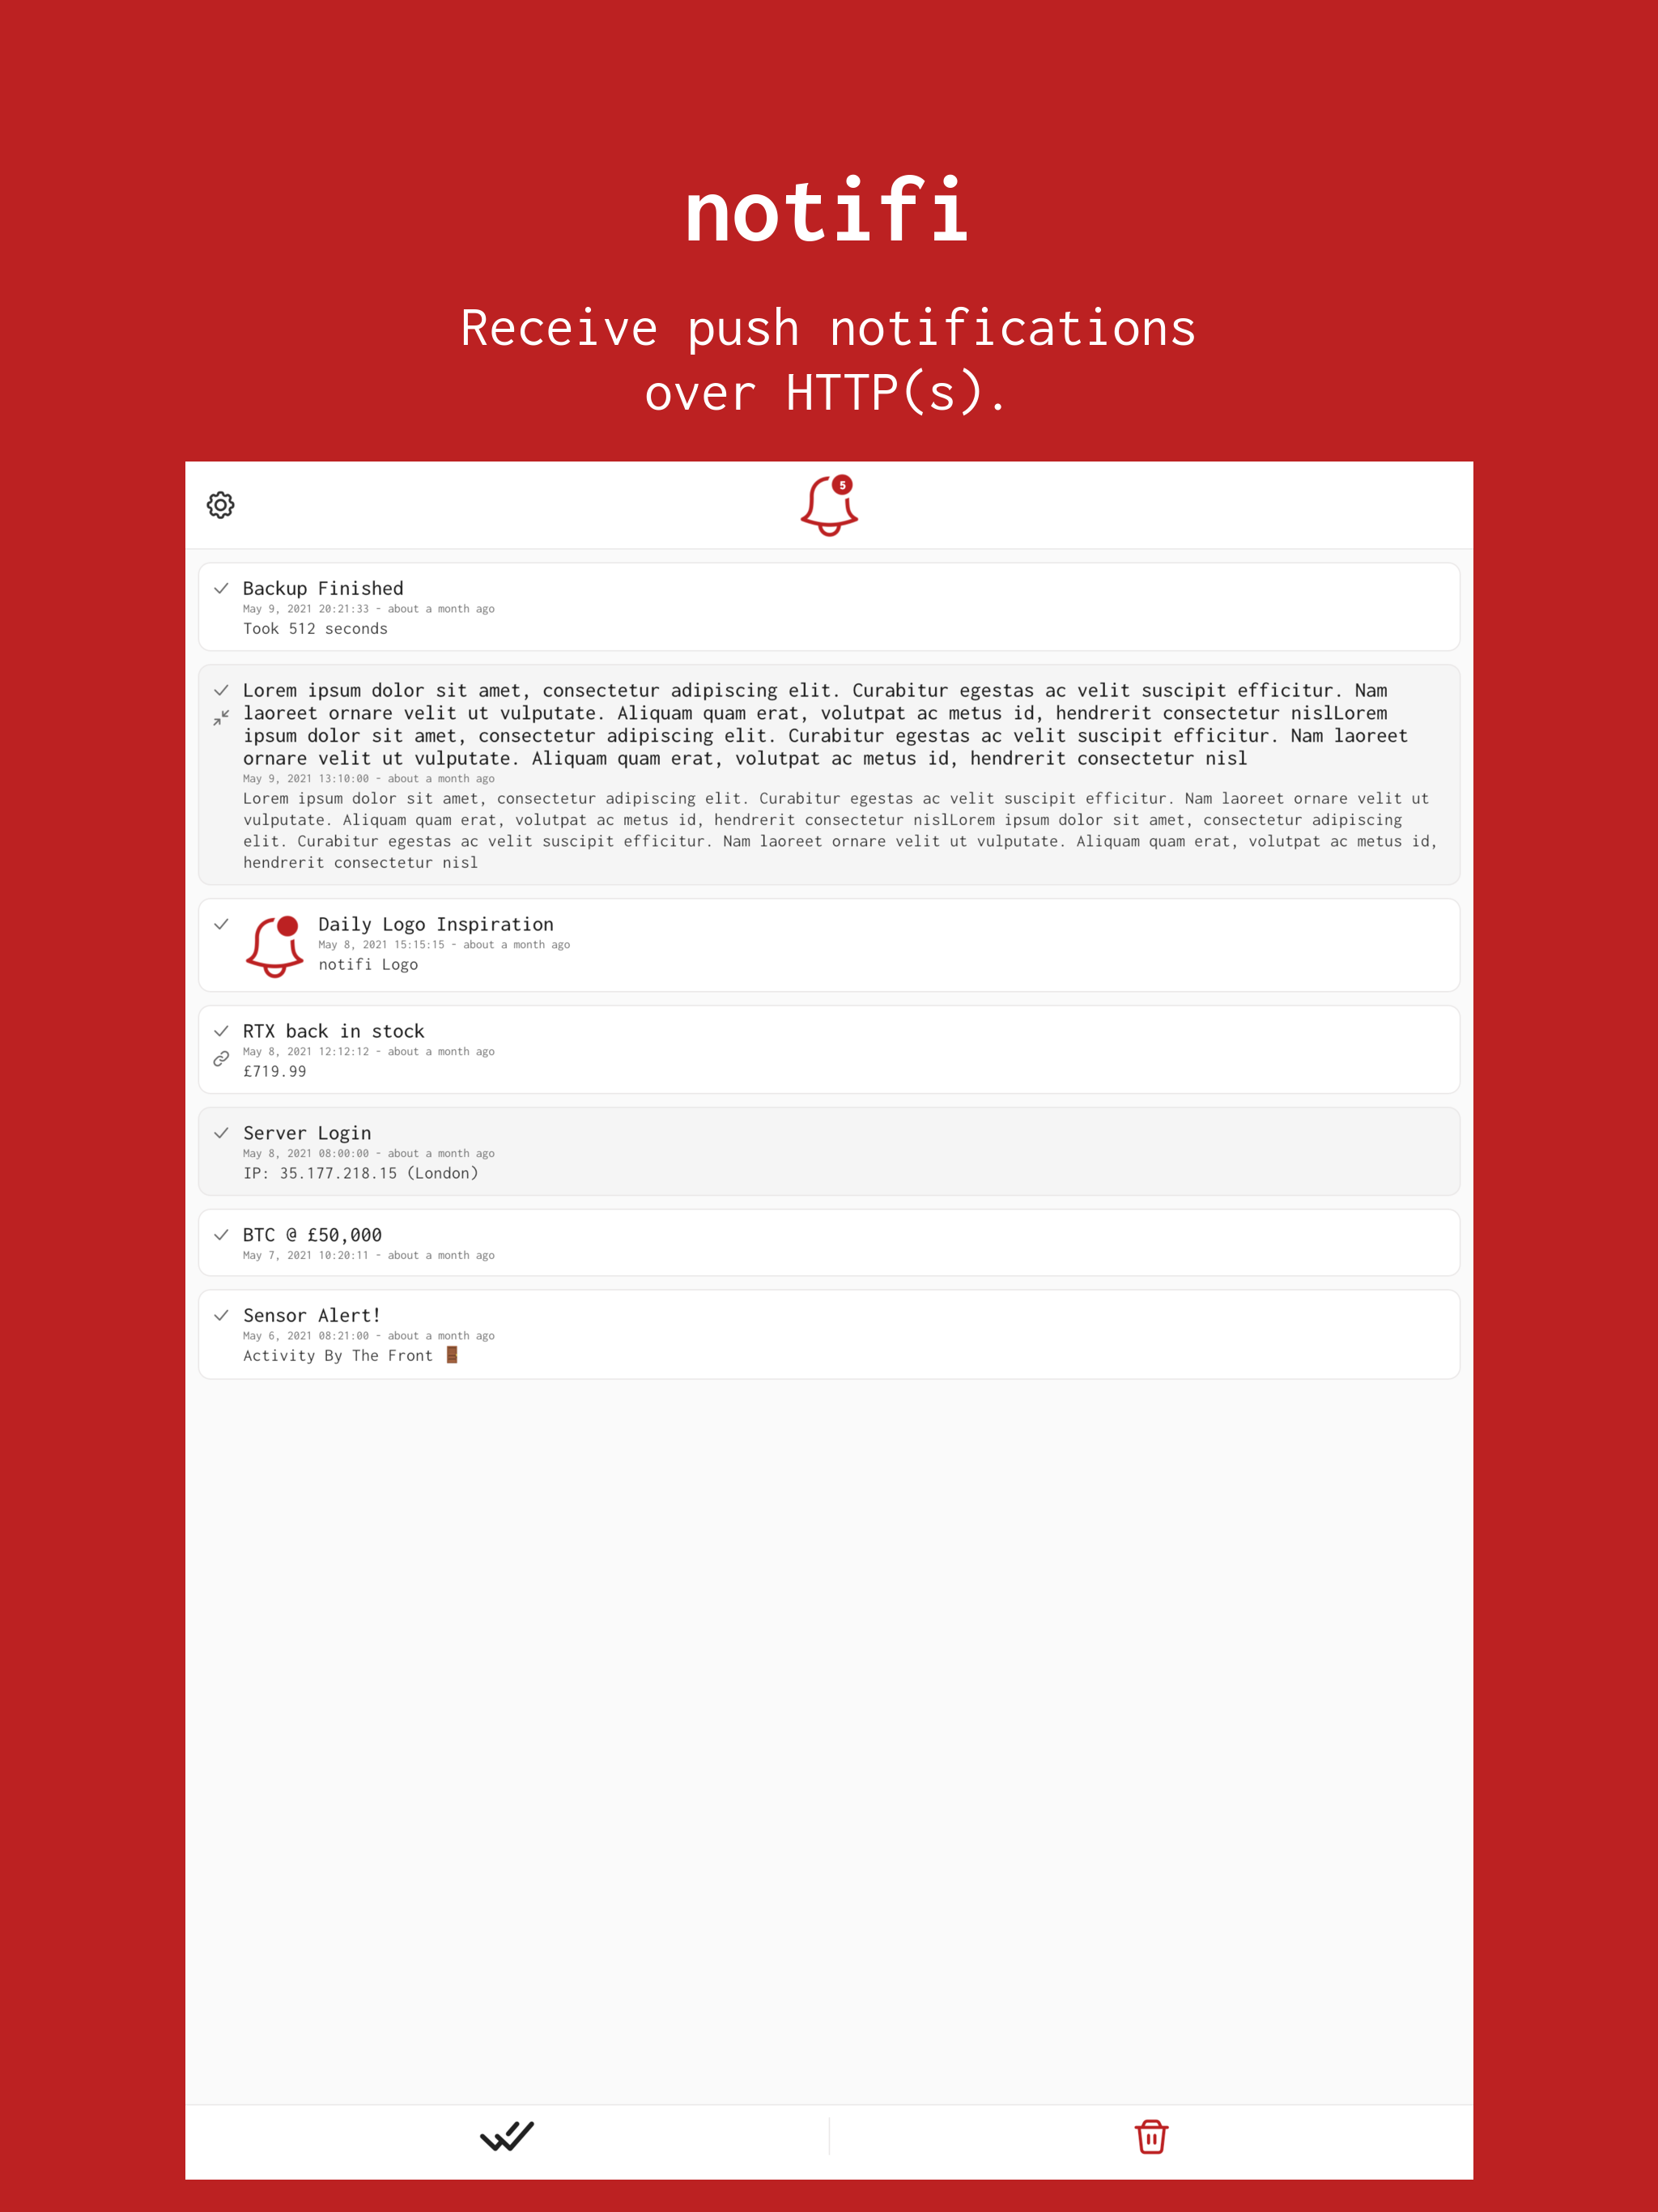 notifi
Receive push notifications
over HTTP(s).
5
Backup Finished
May 9, 2021 20:21:33 - about a month ago
Took 512 seconds
Lorem ipsum dolor sit amet, consectetur adipiscing elit. Curabitur egestas ac velit suscipit efficitur. Nam
laoreet ornare velit ut vulputate. Aliquam quam erat, volutpat ac metus id, hendrerit consectetur nislLorem
ipsum dolor sit amet, consectetur adipiscing elit. Curabitur egestas ac velit suscipit efficitur. Nam laoreet
ornare velit ut vulputate. Aliquam quam erat, volutpat ac metus id, hendrerit consectetur nisl
May 9, 2021 13:10:00 - about a month ago
Lorem ipsum dolor sit amet, consectetur adipiscing elit. Curabitur egestas ac velit suscipit efficitur. Nam laoreet ornare velit ut
vulputate. Aliquam quam erat, volutpat ac metus id, hendrerit consectetur nislLorem ipsum dolor sit amet, consectetur adipiscing
elit. Curabitur egestas ac velit suscipit efficitur. Nam laoreet ornare velit ut vulputate. Aliquam quam erat, volutpat ac metus id,
hendrerit consectetur nisl
Daily Logo Inspiration
May 8, 2021 15:15:15 - about a month ago
notifi Logo
RTX back in stock
May 8, 2021 12:12:12 - about a month ago
£719.99
Server Login
May 8, 2021 08:00:00 - about a month ago
IP: 35.177.218.15 (London)
BTC @ £50,000
May 7, 2021 10:20:11 - about a month ago
Sensor Alert!
May 6, 2021 08:21:00 - about a month ago
Activity By The Front 🚪